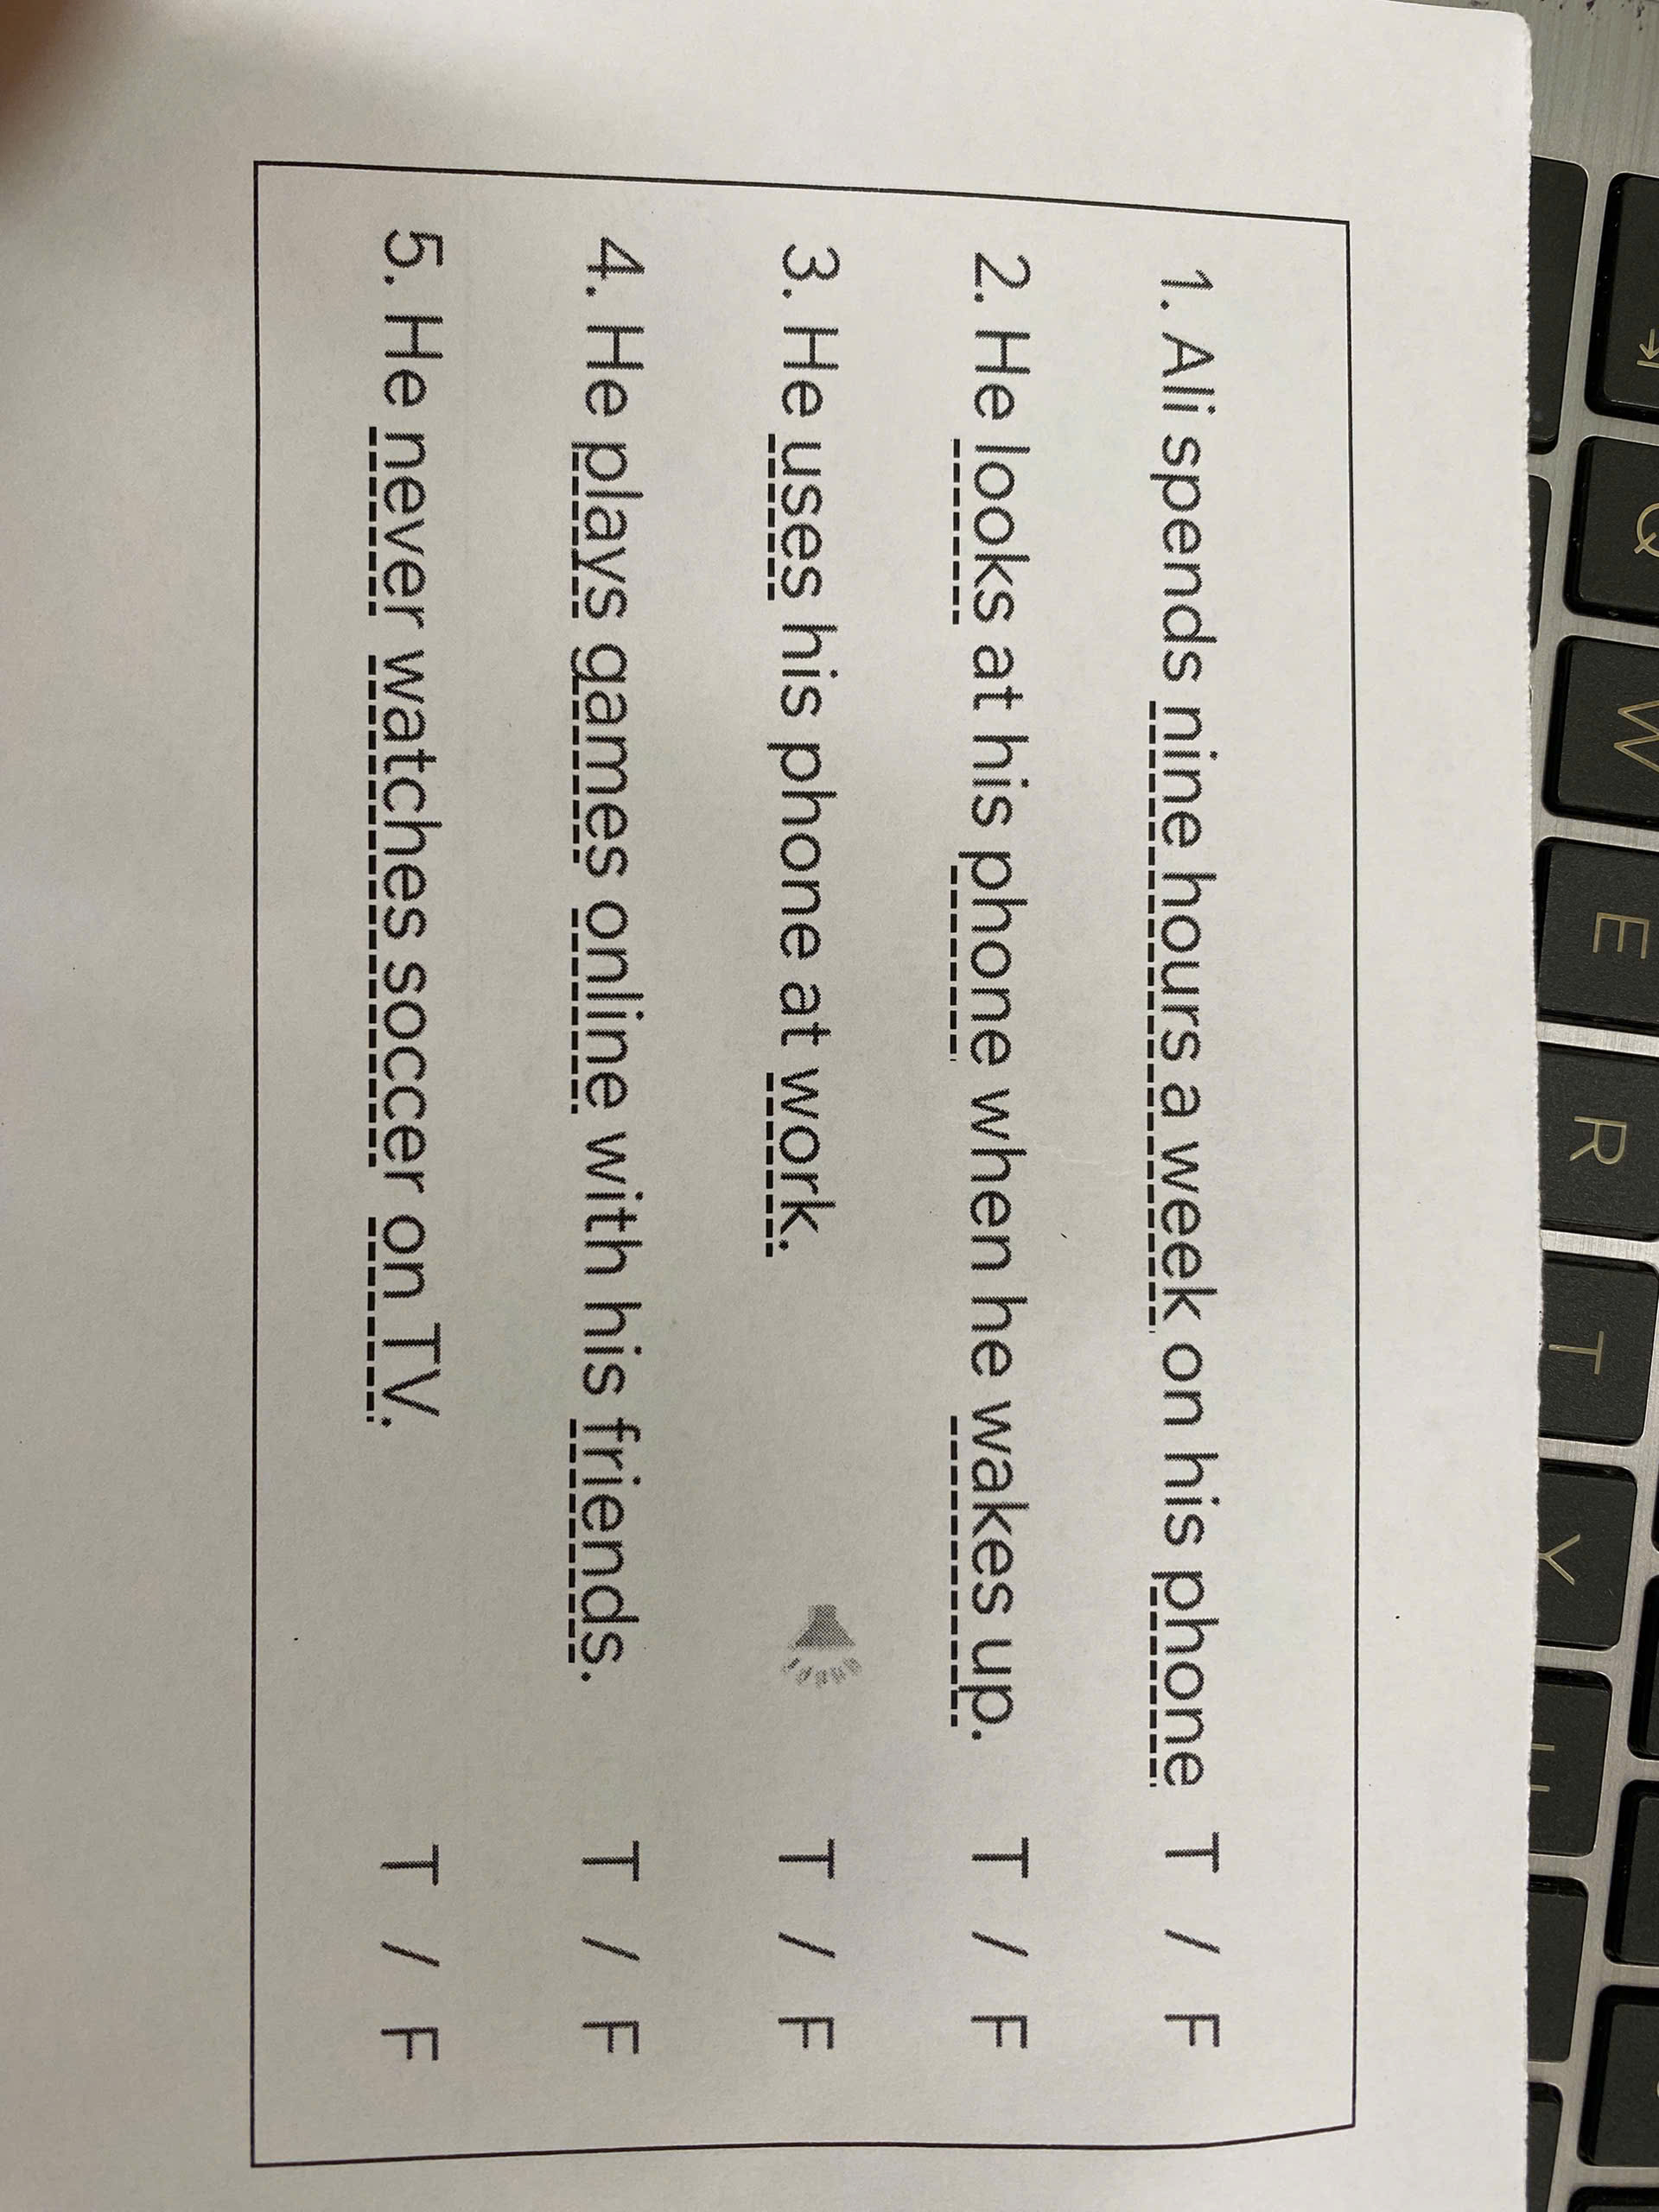 1. Ali spends nine hours a week on his phone T / F
2. He looks at his phone when he wakes up. T / F
3. He uses his phone at work. T / F
4. He plays games online with his friends. T / F
5. He never watches soccer on TV. T / F
Q
W
E
R
T
Y